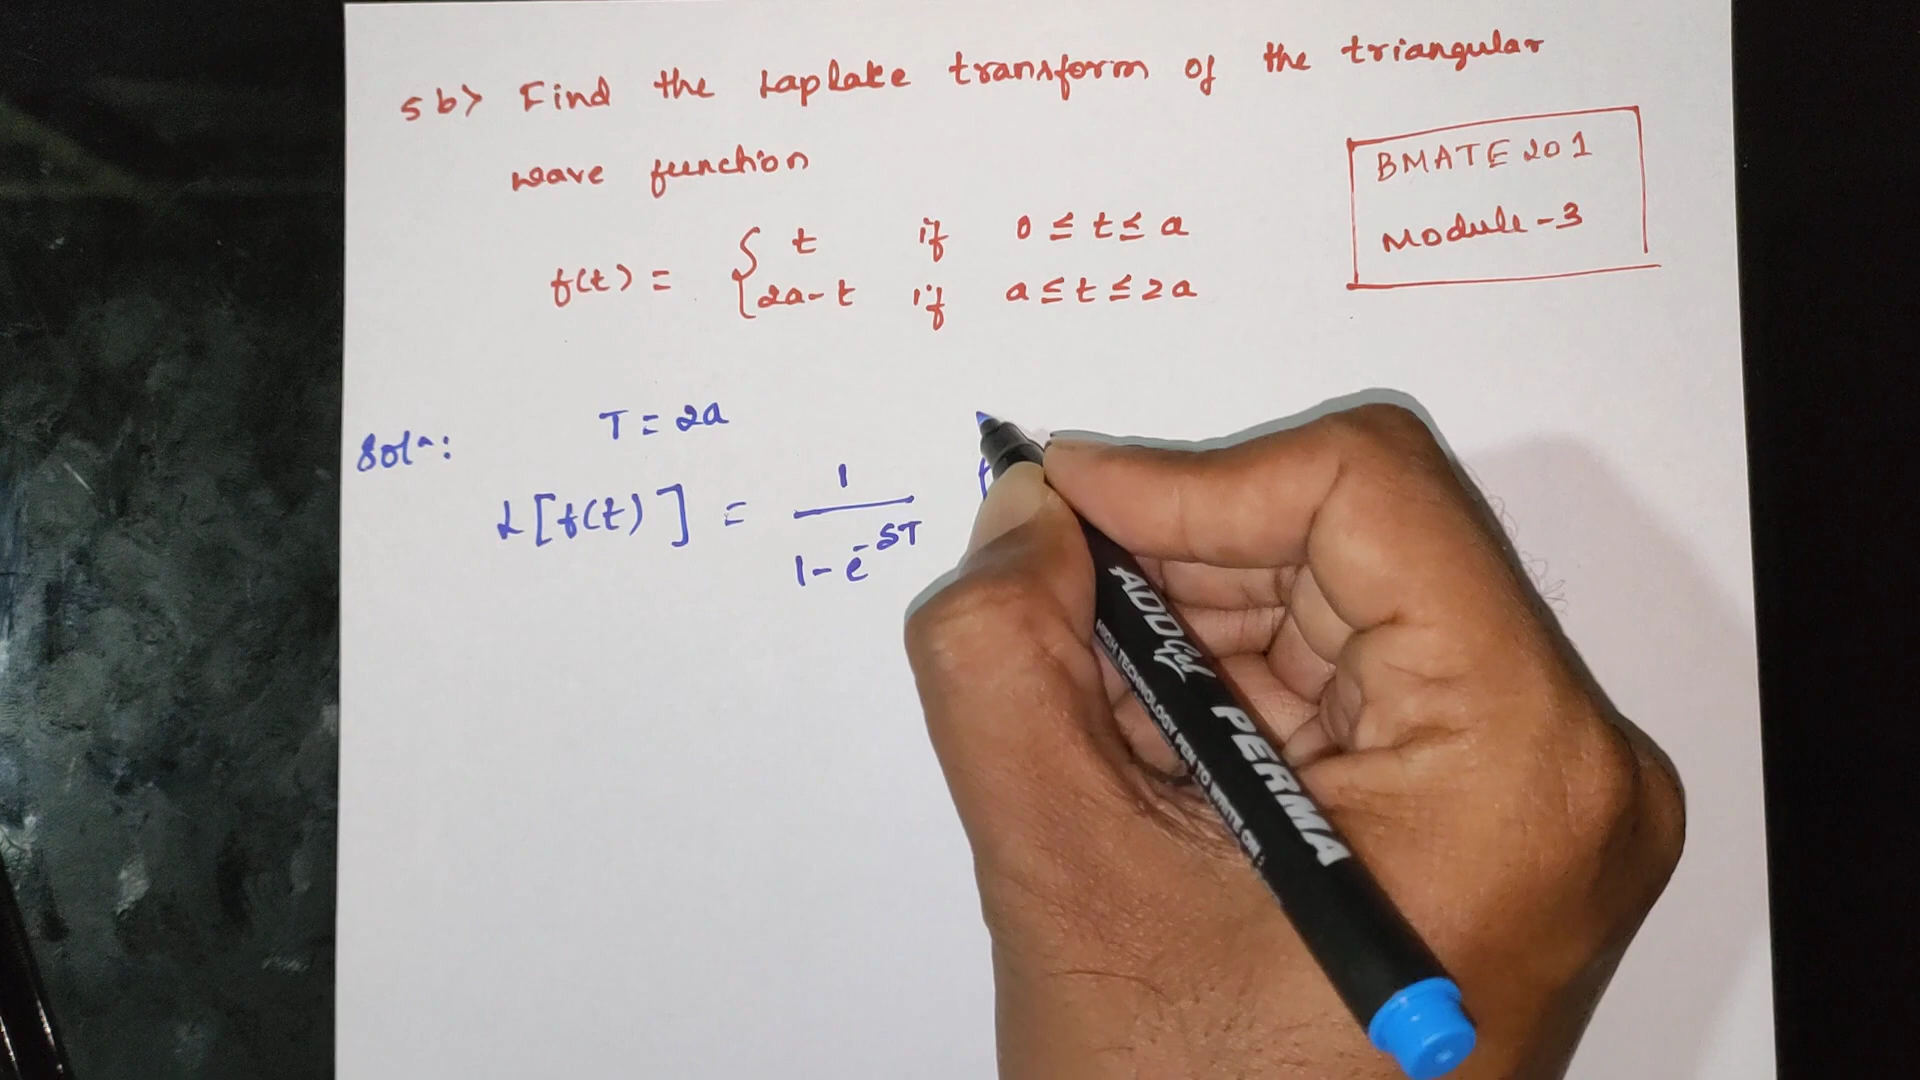 5b> Find the Laplace transform of the triangular
wave function
BMATE201
Module-3
f(t) = { t if 0 ≤ t ≤ a
2a-t if a ≤ t ≤ 2a
Solⁿ: T = 2a
L[f(t)] = 1
1-e^-ST
ADD Gel PERMA
HIGH TECHNOLOGY PEN TO WRITE ON